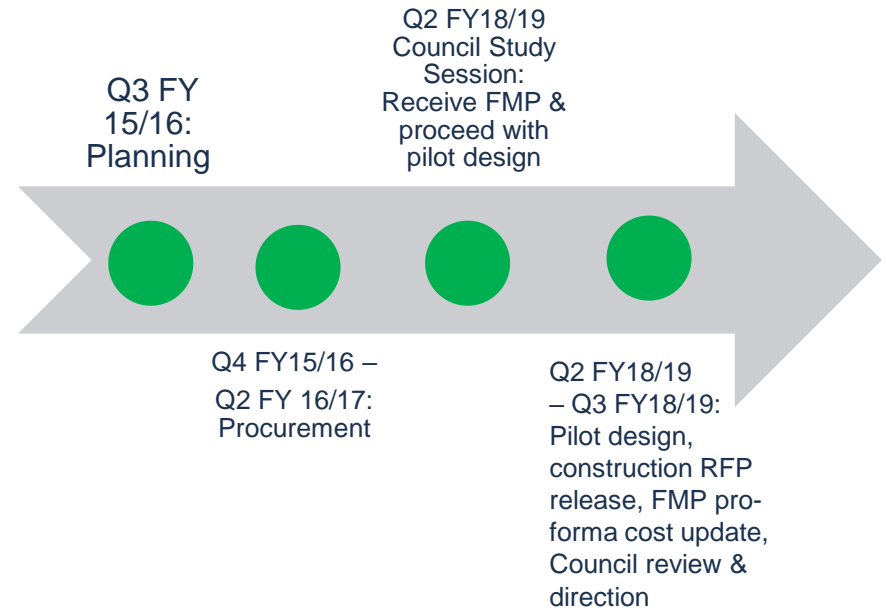 Q3 FY
15/16:
Planning
Q4 FY15/16 –
Q2 FY 16/17:
Procurement
Q2 FY18/19
Council Study
Session:
Receive FMP &
proceed with
pilot design
Q2 FY18/19
– Q3 FY18/19:
Pilot design,
construction RFP
release, FMP pro-
forma cost update,
Council review &
direction